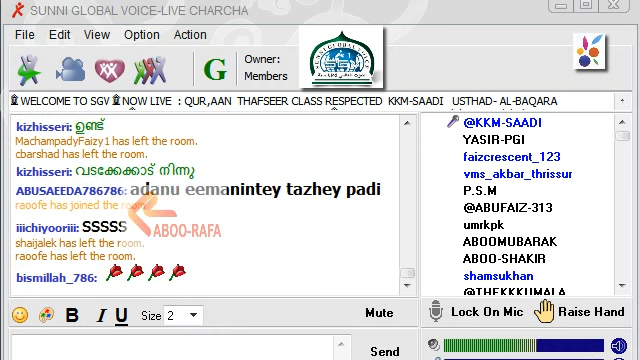 SUNNI GLOBAL VOICE-LIVE CHARCHA
File Edit View Option Action
G
Owner:
Members
WELCOME TO SGV NOW LIVE : QUR,AAN THAFSEER CLASS RESPECTED KKM-SAADI USTHAD- AL-BAQARA
kizhisseri: ഉണ്ട്
MachampadyFaizy1 has left the room.
cbarshad has left the room.
kizhisseri: വടക്കേക്കാട് നിന്നു
ABUSAEEDA786786: adanu eemanintey tazhey padi
raoofe has joined the room.
iiichiyooriii: SSSSS
ABOO-RAFA
shaijalek has left the room.
raoofe has left the room.
bismillah_786:
@KKM-SAADI
YASIR-PGI
faizcrescent_123
vms_akbar_thrissur
P.S.M
@ABUFAIZ-313
umrkpk
ABOOMUBARAK
ABOO-SHAKIR
shamsukhan
@THEKKKUMALA
B I U Size 2 Mute
Lock On Mic Raise Hand
Send